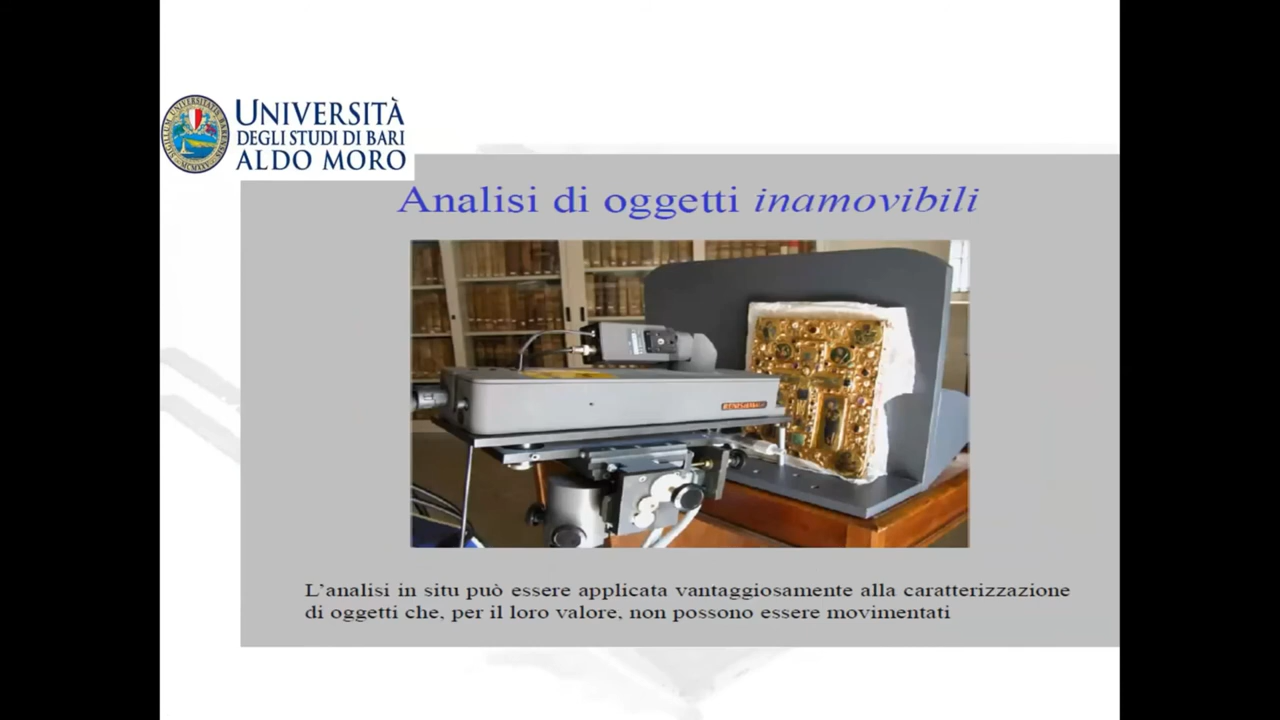 UNIVERSITÀ
DEGLI STUDI DI BARI
ALDO MORO
Analisi di oggetti inamovibili
L'analisi in situ può essere applicata vantaggiosamente alla caratterizzazione
di oggetti che, per il loro valore, non possono essere movimentati